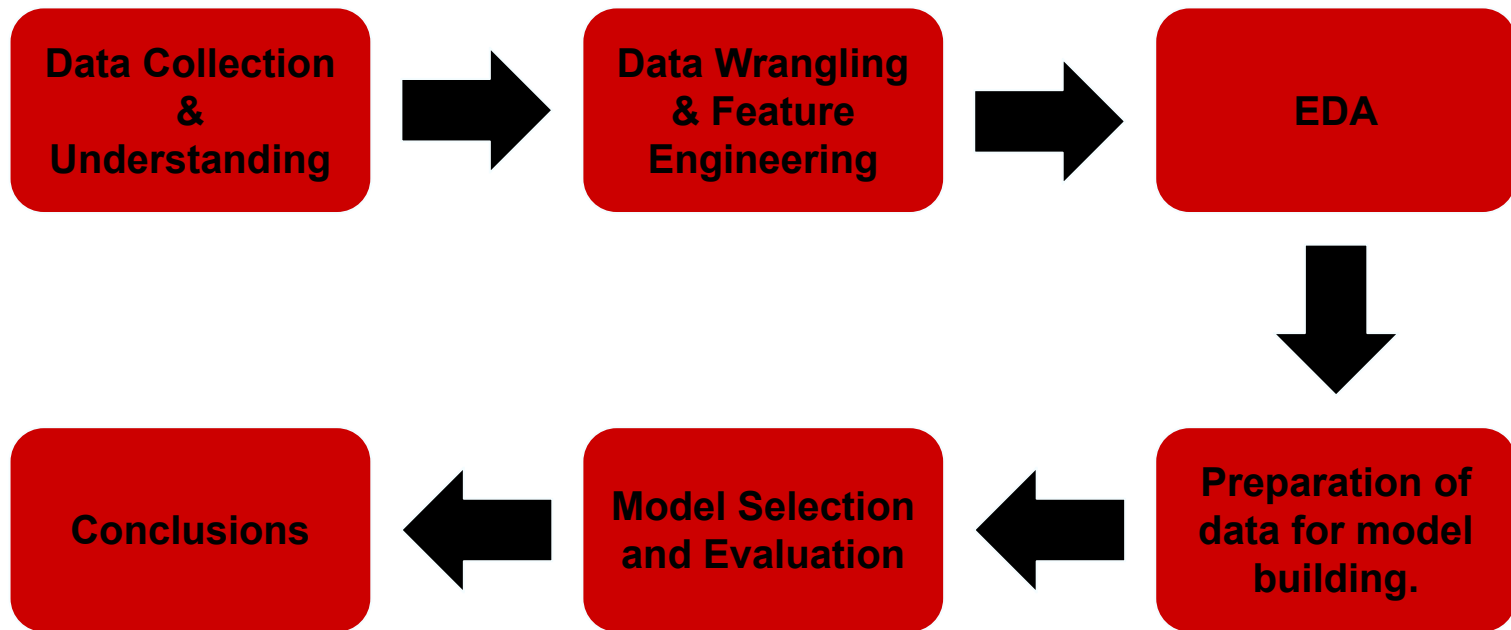 Data Collection
&
Understanding
Data Wrangling
& Feature
Engineering
EDA
Preparation of
data for model
building.
Model Selection
and Evaluation
Conclusions